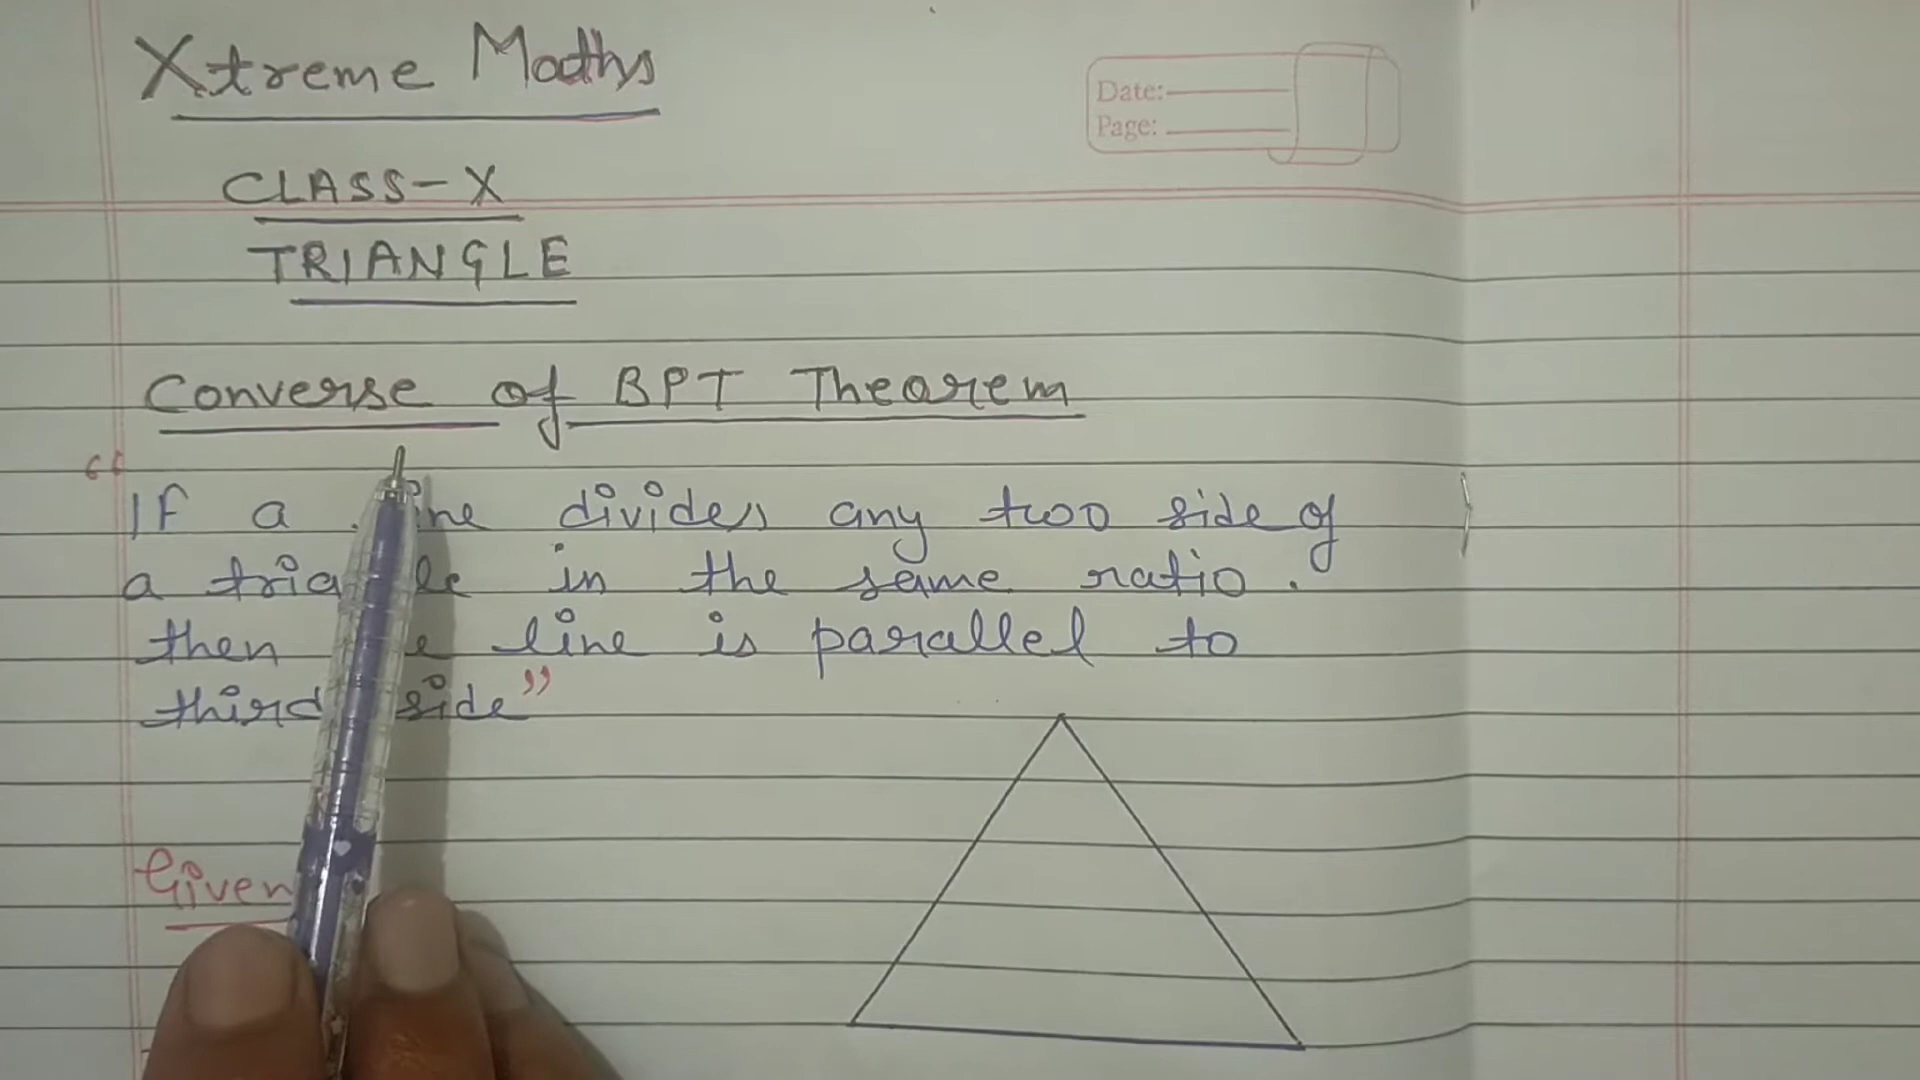 Xtreme Maths
Date:
Page:
CLASS-X
TRIANGLE
Converse of BPT Theorem
"If a divides any two side of
a in the same ratio.
then line is parallel to
third side"
Given